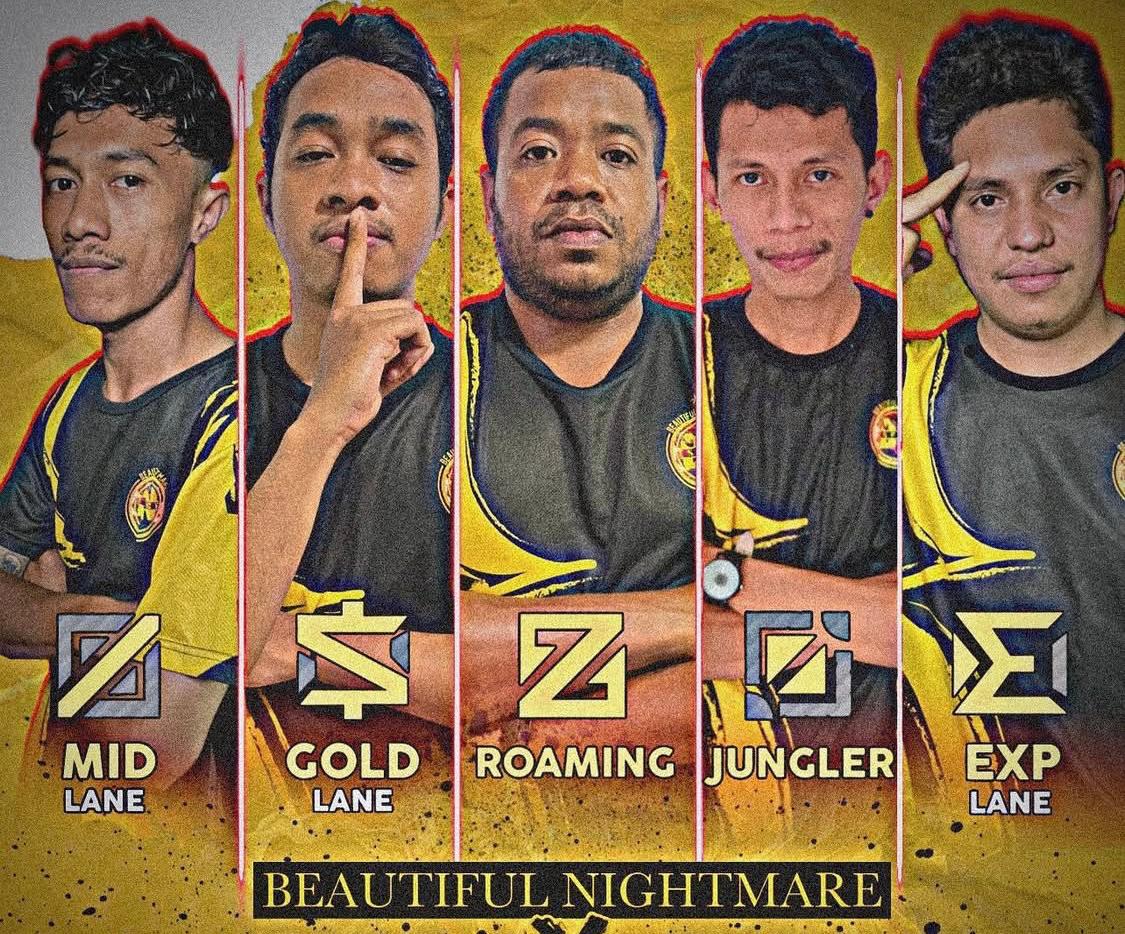 MID
LANE
GOLD
LANE
ROAMING
JUNGLER
EXP
LANE
BEAUTIFUL NIGHTMARE